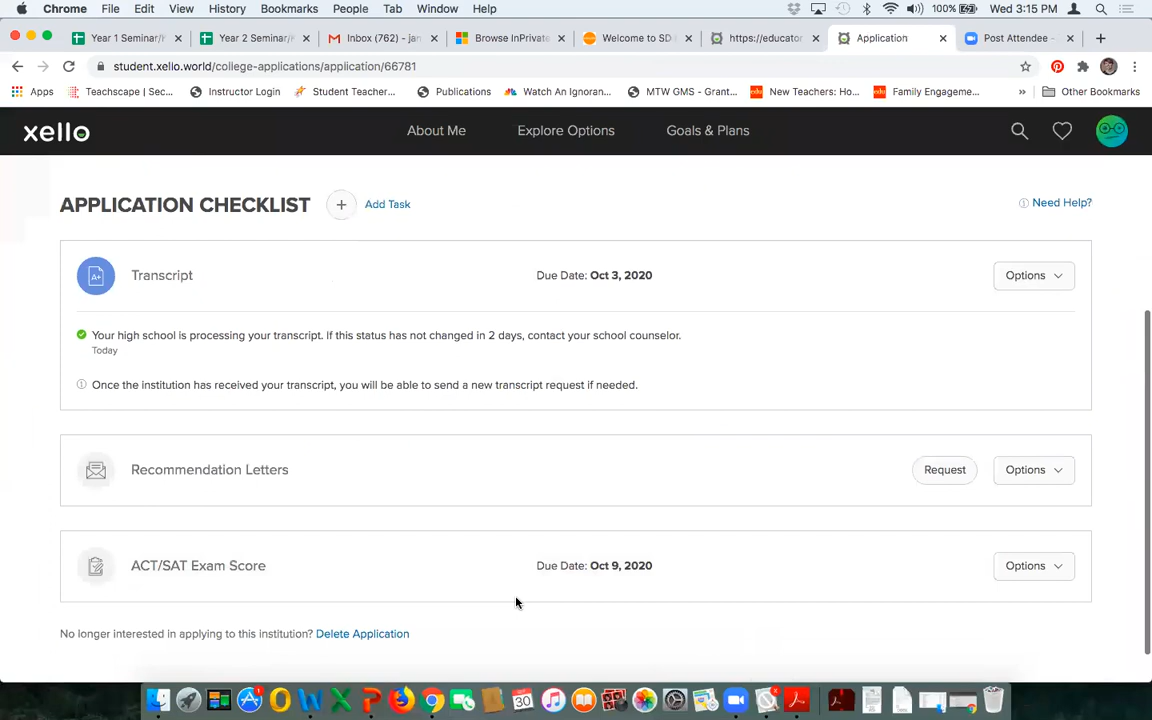 Chrome File Edit View History Bookmarks People Tab Window Help 100% Wed 3:15 PM
Year 1 Seminar/ Year 2 Seminar/ Inbox (762) - jan Browse InPrivat Welcome to SD https://educator Application Post Attendee -
student.xello.world/college-applications/application/66781
Apps Teachscape | Sec... Instructor Login Student Teacher... Publications Watch An Ignoran... MTW GMS - Grant... New Teachers: Ho... Family Engageme... » Other Bookmarks
xello About Me Explore Options Goals & Plans
APPLICATION CHECKLIST + Add Task Need Help?
Transcript Due Date: Oct 3, 2020 Options
Your high school is processing your transcript. If this status has not changed in 2 days, contact your school counselor.
Today
Once the institution has received your transcript, you will be able to send a new transcript request if needed.
Recommendation Letters Request Options
ACT/SAT Exam Score Due Date: Oct 9, 2020 Options
No longer interested in applying to this institution? Delete Application
30